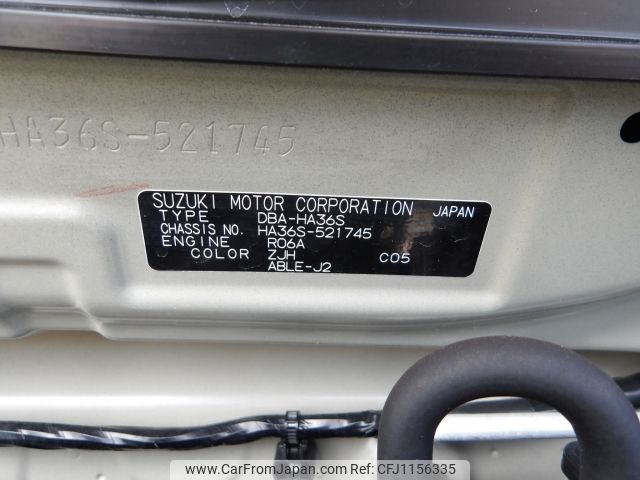 HA36S-521745
SUZUKI MOTOR CORPORATION JAPAN
TYPE DBA-HA36S
CHASSIS NO. HA36S-521745
ENGINE R06A
COLOR ZJH C05
ABLE-J2
www.CarFromJapan.com CFJ1156335